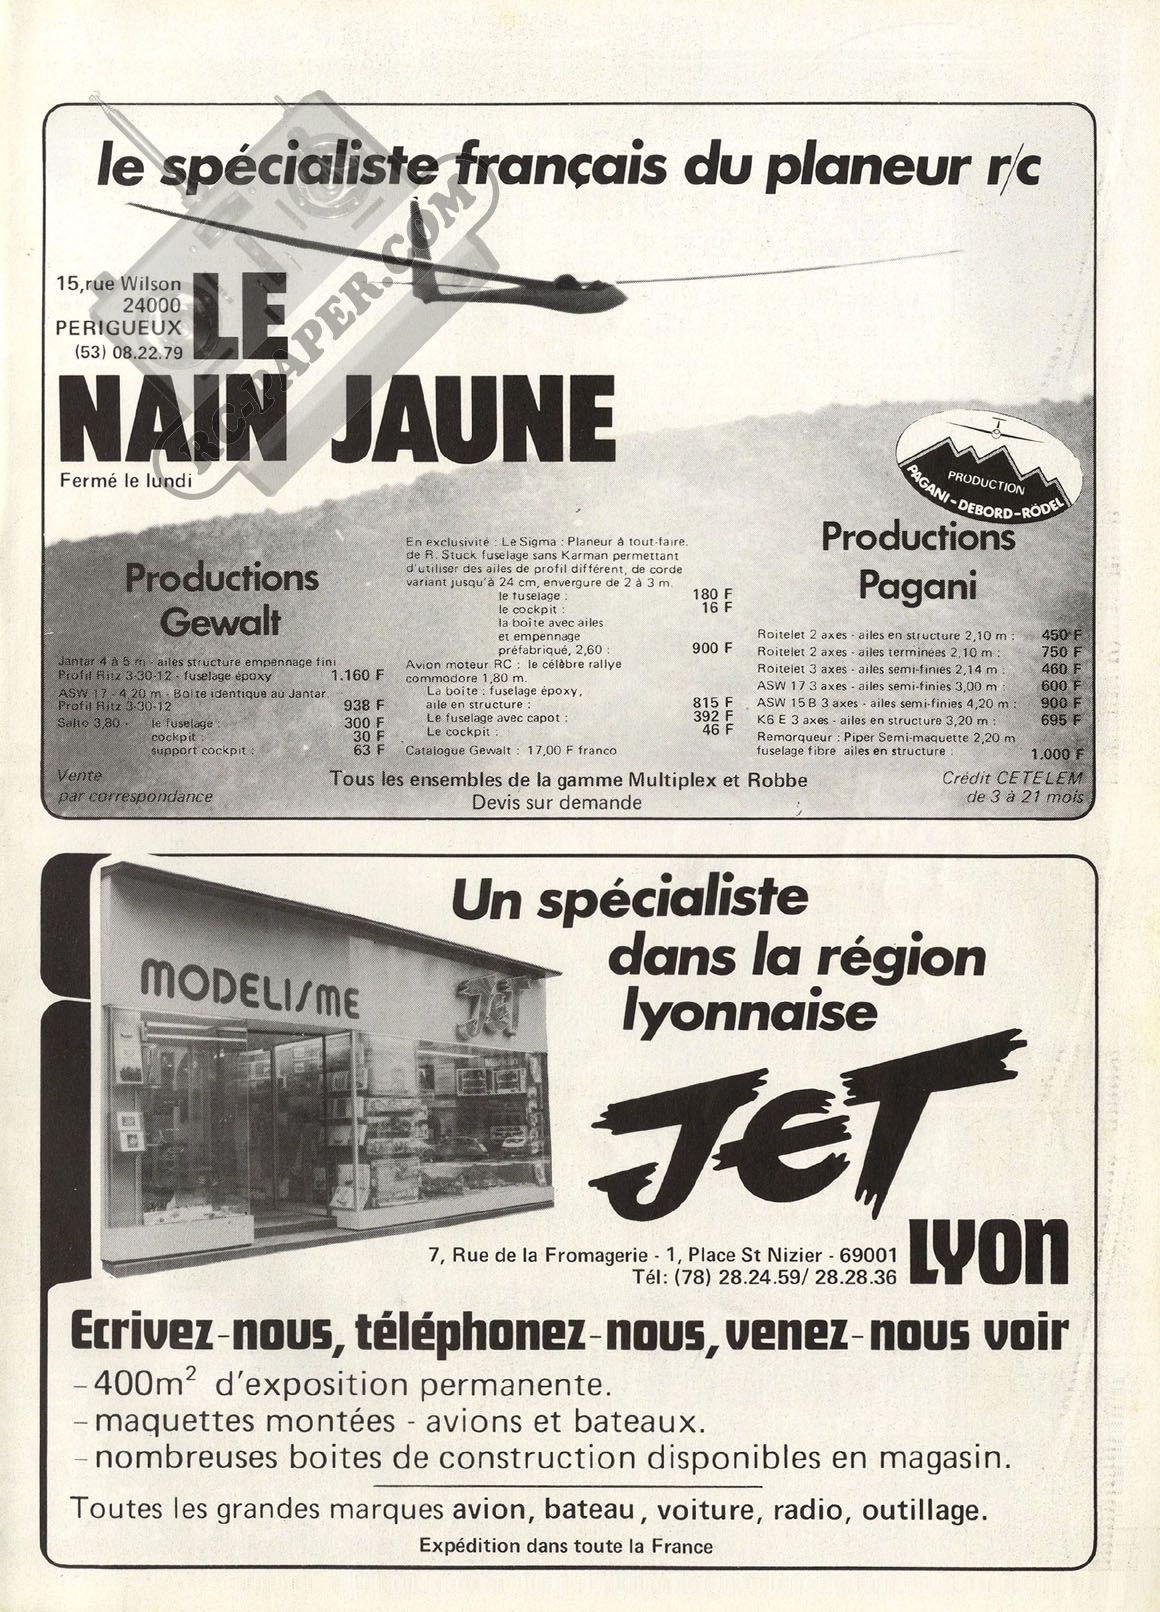 le spécialiste français du planeur r/c
15,rue Wilson
24000
PERIGUEUX
(53) 08.22.79
LE
NAIN JAUNE
Fermé le lundi
RC-PAPER.COM
PRODUCTION
PAGANI-DEBORD-RÖDEL
Productions
Gewalt
Jantar 4 à 5 m - ailes structure empennage fini
Profil Ritz 3-30-12 - fuselage époxy 1.160 F
ASW 17 - 4,20 m - Boite identique au Jantar.
Profil Ritz 3-30-12 938 F
Salto 3,80 - le fuselage : 300 F
cockpit : 30 F
support cockpit : 63 F
En exclusivité : Le Sigma : Planeur à tout-faire.
de R. Stuck fuselage sans Karman permettant
d'utiliser des ailes de profil différent, de corde
variant jusqu'à 24 cm, envergure de 2 à 3 m.
le fuselage : 180 F
le cockpit : 16 F
la boîte avec ailes
et empennage
préfabriqué, 2,60 : 900 F
Avion moteur RC : le célèbre rallye
commodore 1,80 m.
La boîte : fuselage époxy,
aile en structure : 815 F
Le fuselage avec capot : 392 F
Le cockpit : 46 F
Catalogue Gewalt : 17,00 F franco
Productions
Pagani
Roitelet 2 axes - ailes en structure 2,10 m : 450 F
Roitelet 2 axes - ailes terminées 2,10 m : 750 F
Roitelet 3 axes - ailes semi-finies 2,14 m : 460 F
ASW 17 3 axes - ailes semi-finies 3,00 m : 600 F
ASW 15 B 3 axes - ailes semi-finies 4,20 m : 900 F
K6 E 3 axes - ailes en structure 3,20 m : 695 F
Remorqueur : Piper Semi-maquette 2,20 m
fuselage fibre ailes en structure : 1.000 F
Vente
par correspondance
Tous les ensembles de la gamme Multiplex et Robbe
Devis sur demande
Crédit CETELEM
de 3 à 21 mois
MODELISME
JET
Un spécialiste
dans la région
lyonnaise
JET
LYON
7, Rue de la Fromagerie - 1, Place St Nizier - 69001
Tél: (78) 28.24.59/ 28.28.36
Ecrivez-nous, téléphonez-nous, venez-nous voir
- 400m² d'exposition permanente.
- maquettes montées - avions et bateaux.
- nombreuses boites de construction disponibles en magasin.
Toutes les grandes marques avion, bateau, voiture, radio, outillage.
Expédition dans toute la France